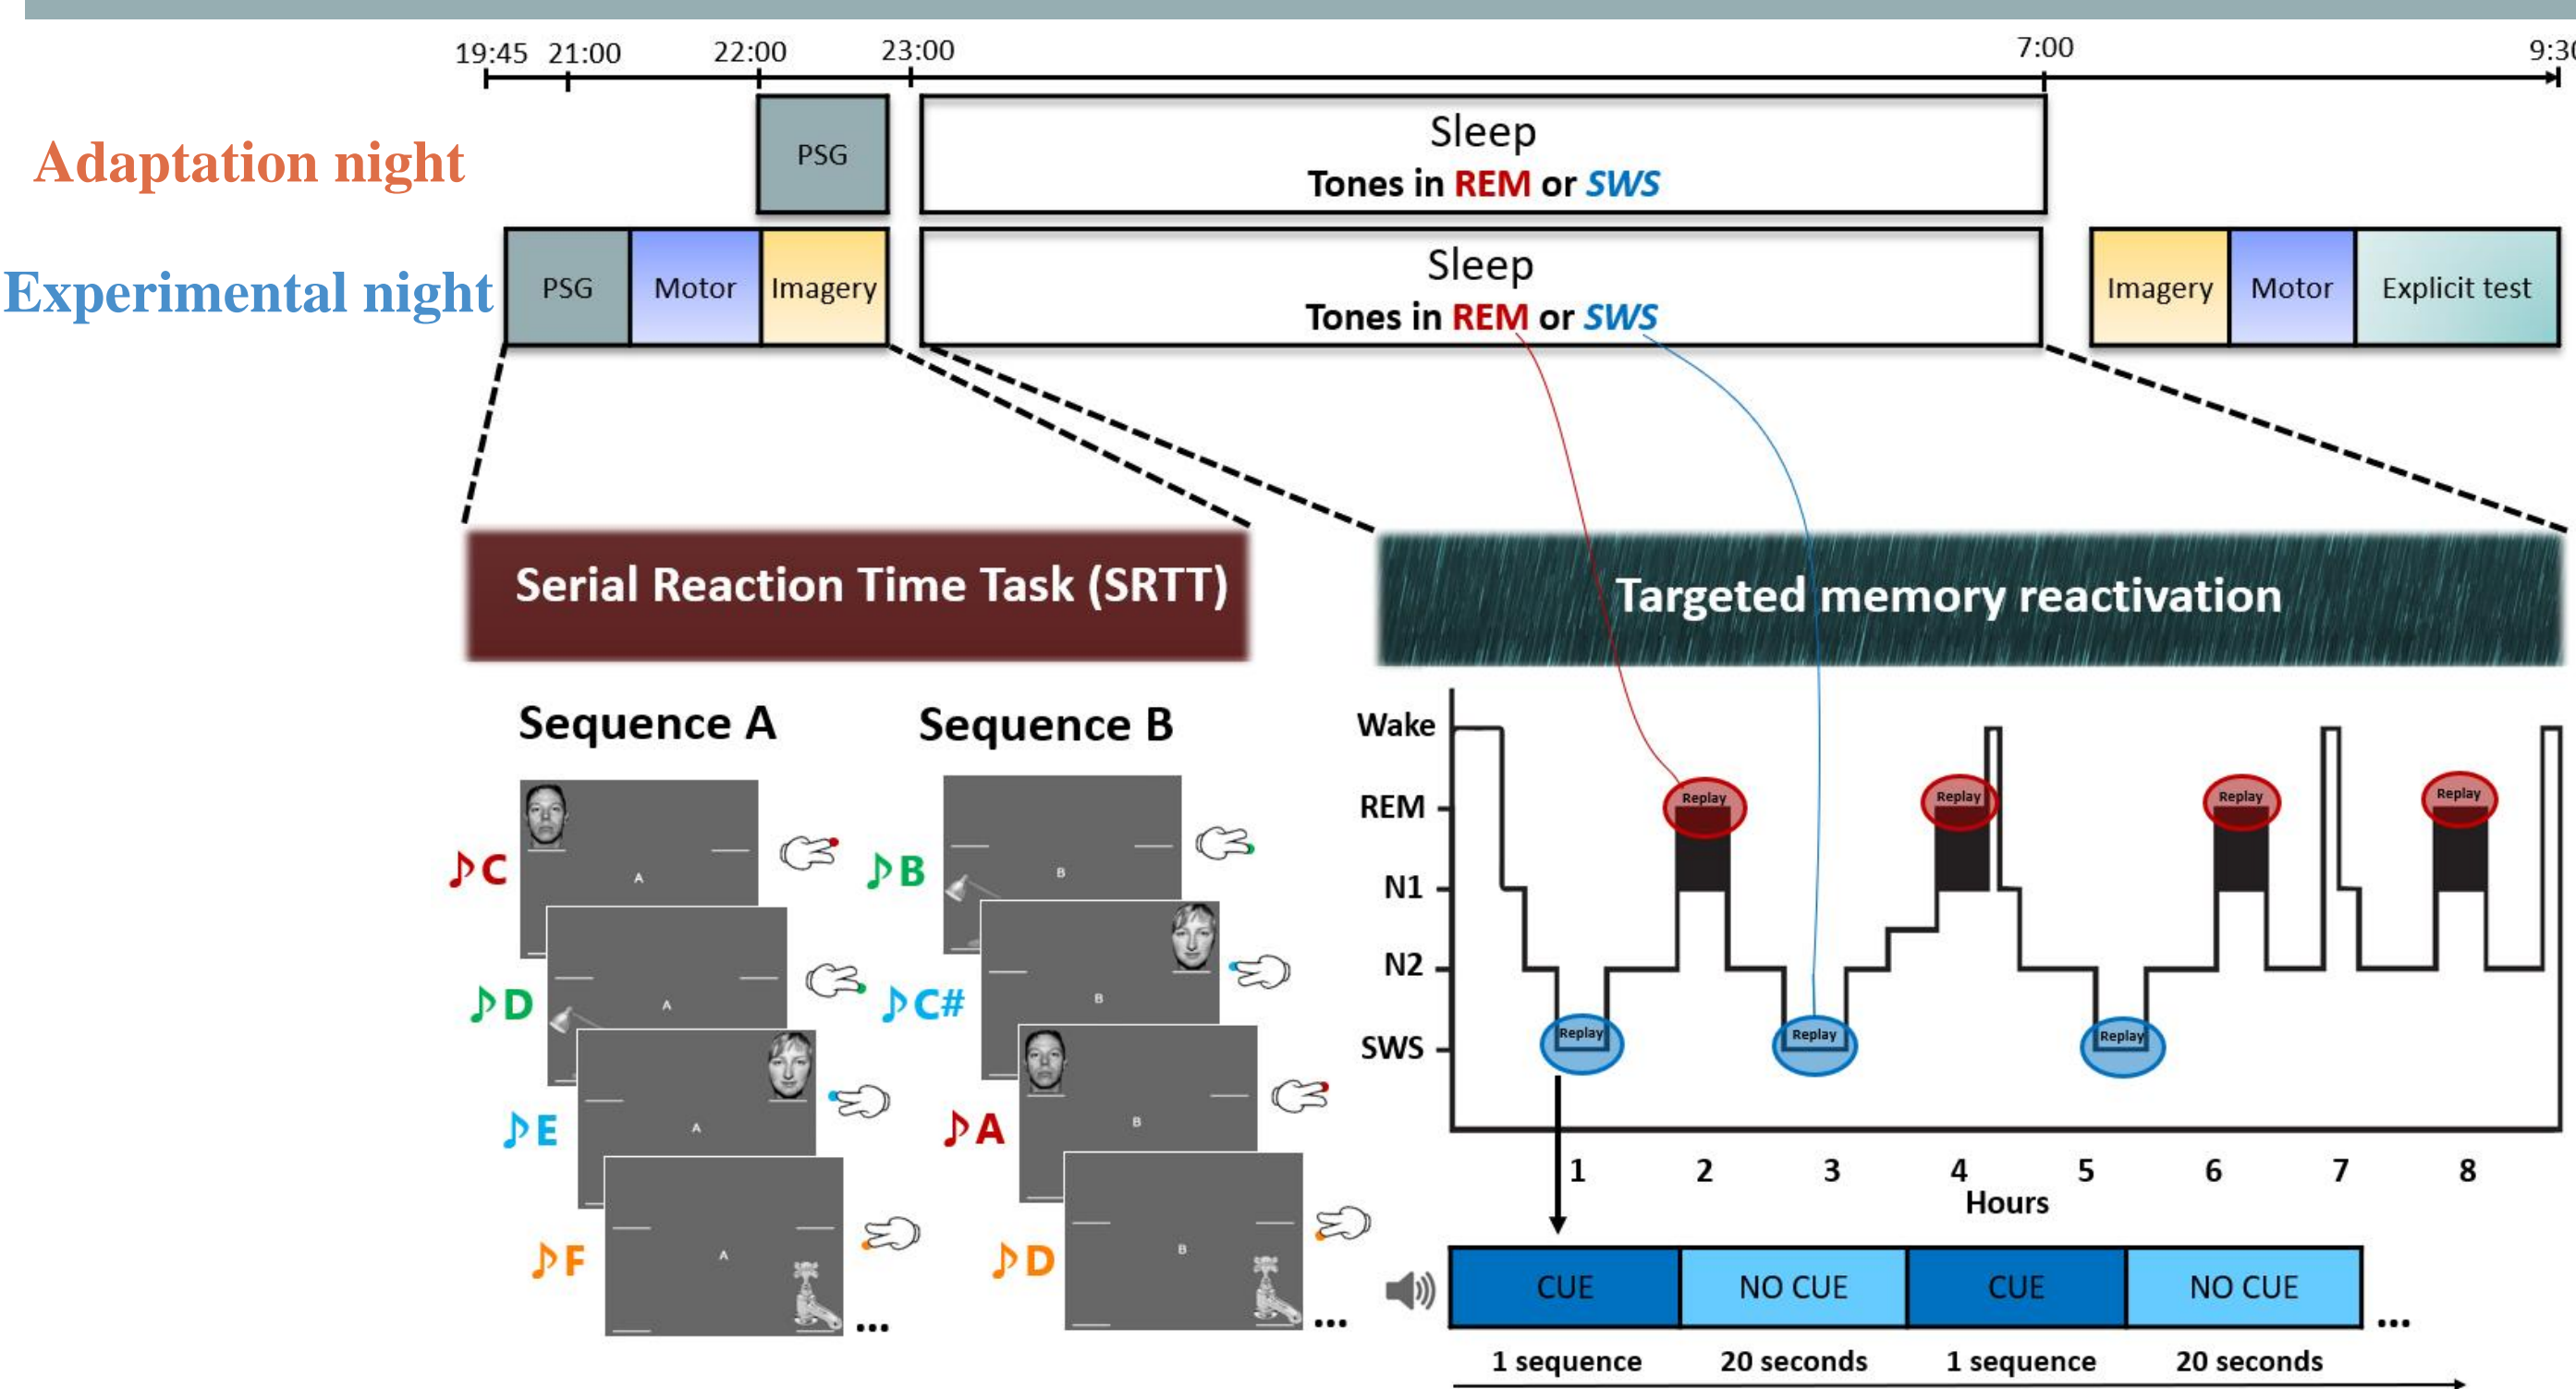 19:45 21:00 22:00 23:00 7:00 9:30
Adaptation night
PSG
Sleep
Tones in REM or SWS
Experimental night
PSG Motor Imagery
Sleep
Tones in REM or SWS
Imagery Motor Explicit test
Serial Reaction Time Task (SRTT)
Targeted memory reactivation
Sequence A
Sequence B
♪C
A
♪D
A
♪E
A
♪F
A
...
♪B
B
♪C#
B
♪A
B
♪D
B
...
Wake
REM
N1
N2
SWS
Replay Replay Replay Replay
Replay Replay Replay
1 2 3 4 5 6 7 8
Hours
CUE NO CUE CUE NO CUE ...
1 sequence 20 seconds 1 sequence 20 seconds